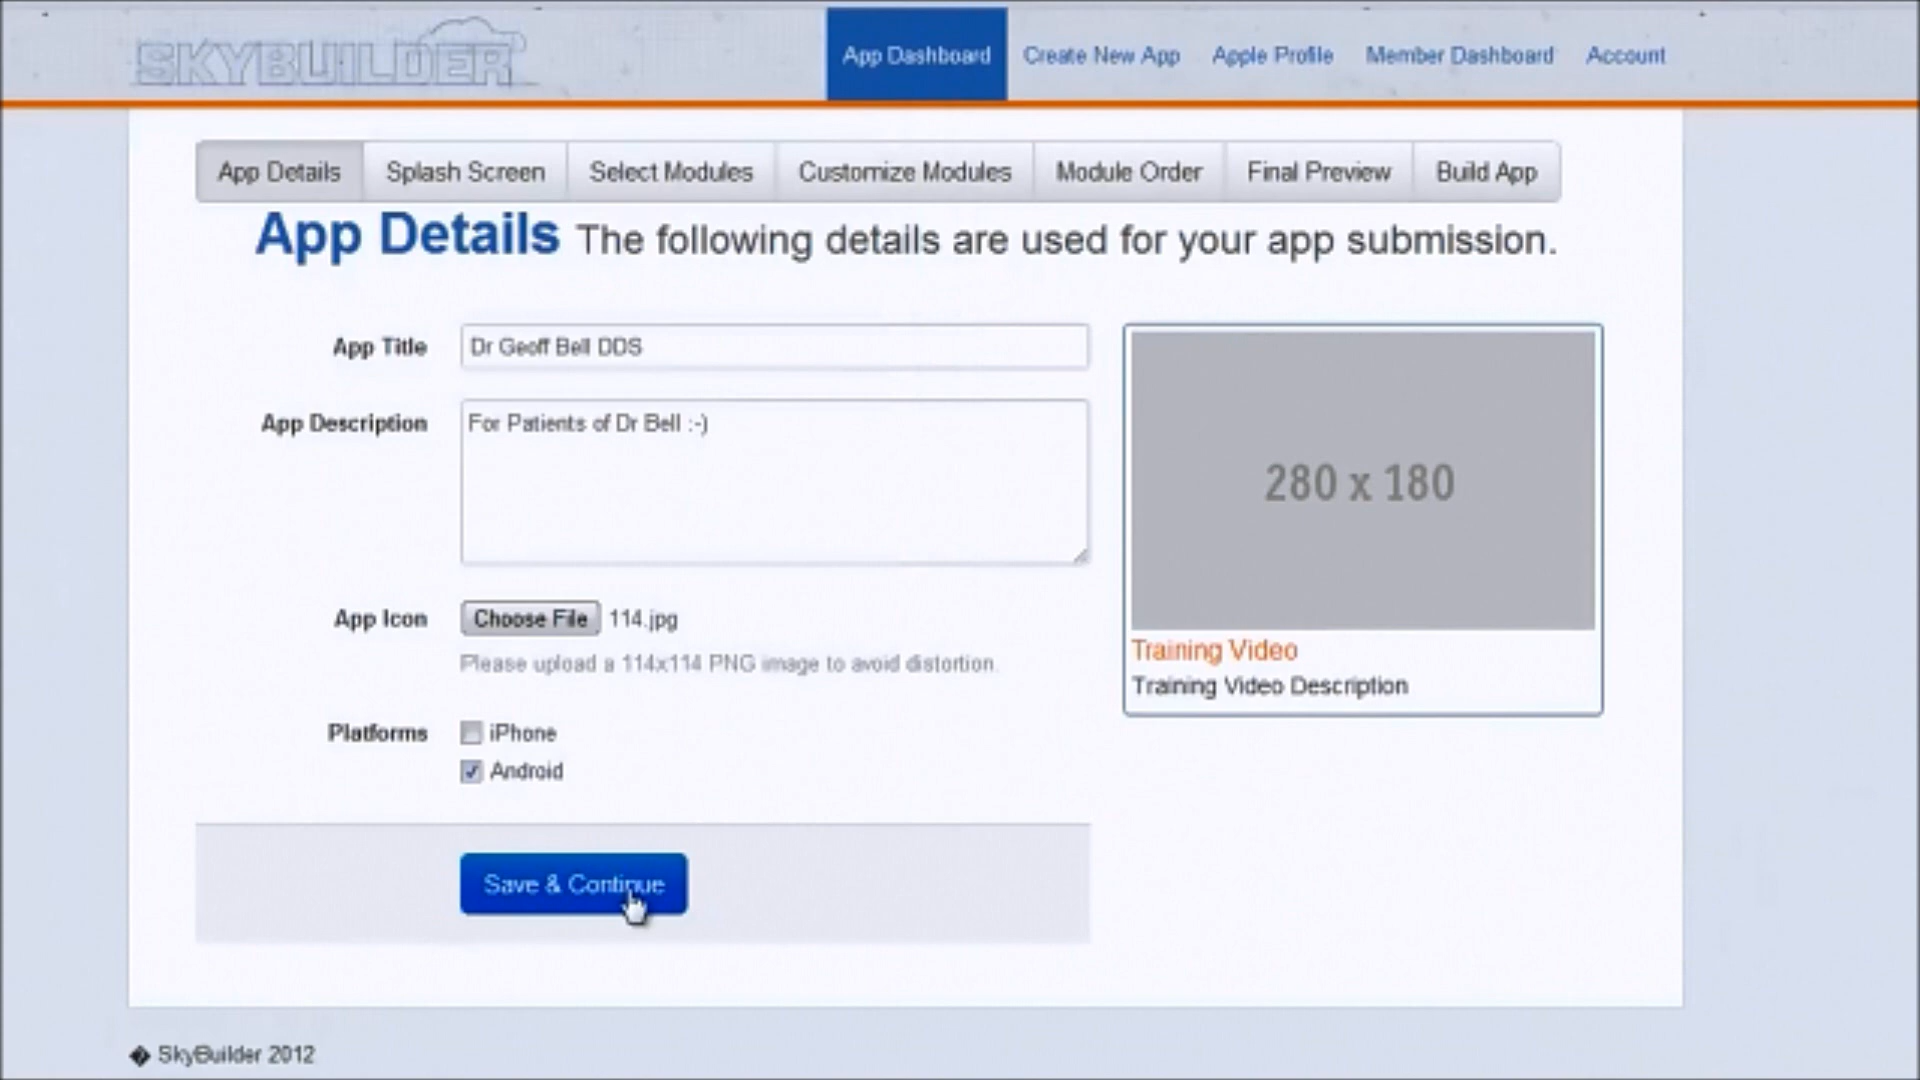 SKYBUILDER
App Dashboard Create New App Apple Profile Member Dashboard Account
App Details Splash Screen Select Modules Customize Modules Module Order Final Preview Build App
App Details The following details are used for your app submission.
App Title Dr Geoff Bell DDS
App Description For Patients of Dr Bell :-)
280 x 180
App Icon Choose File 114.jpg
Please upload a 114x114 PNG image to avoid distortion.
Training Video
Training Video Description
Platforms iPhone
Android
Save & Continue
� SkyBuilder 2012